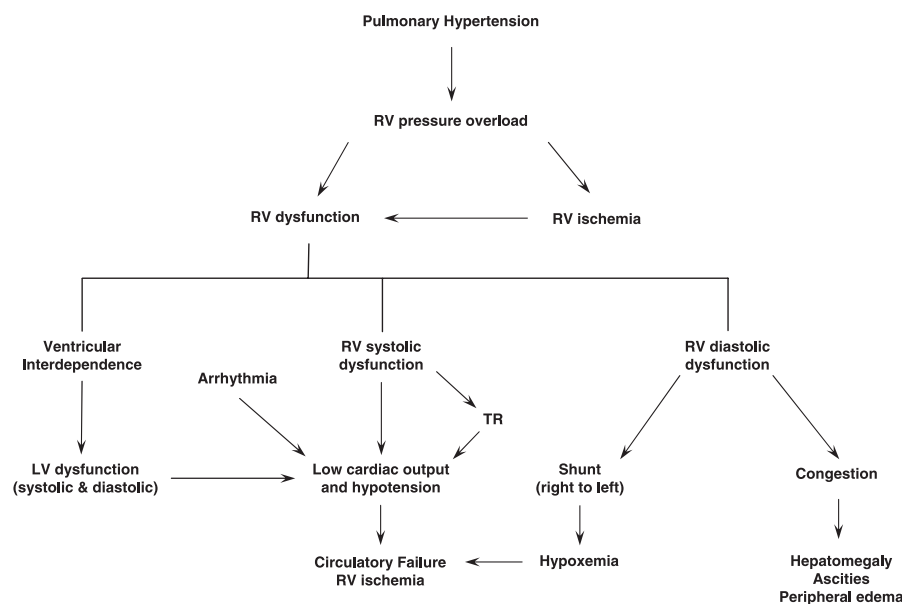 Pulmonary Hypertension
RV pressure overload
RV dysfunction
RV ischemia
Ventricular
Interdependence
RV systolic
dysfunction
RV diastolic
dysfunction
Arrhythmia
TR
LV dysfunction
(systolic & diastolic)
Low cardiac output
and hypotension
Shunt
(right to left)
Congestion
Circulatory Failure
RV ischemia
Hypoxemia
Hepatomegaly
Ascities
Peripheral edema